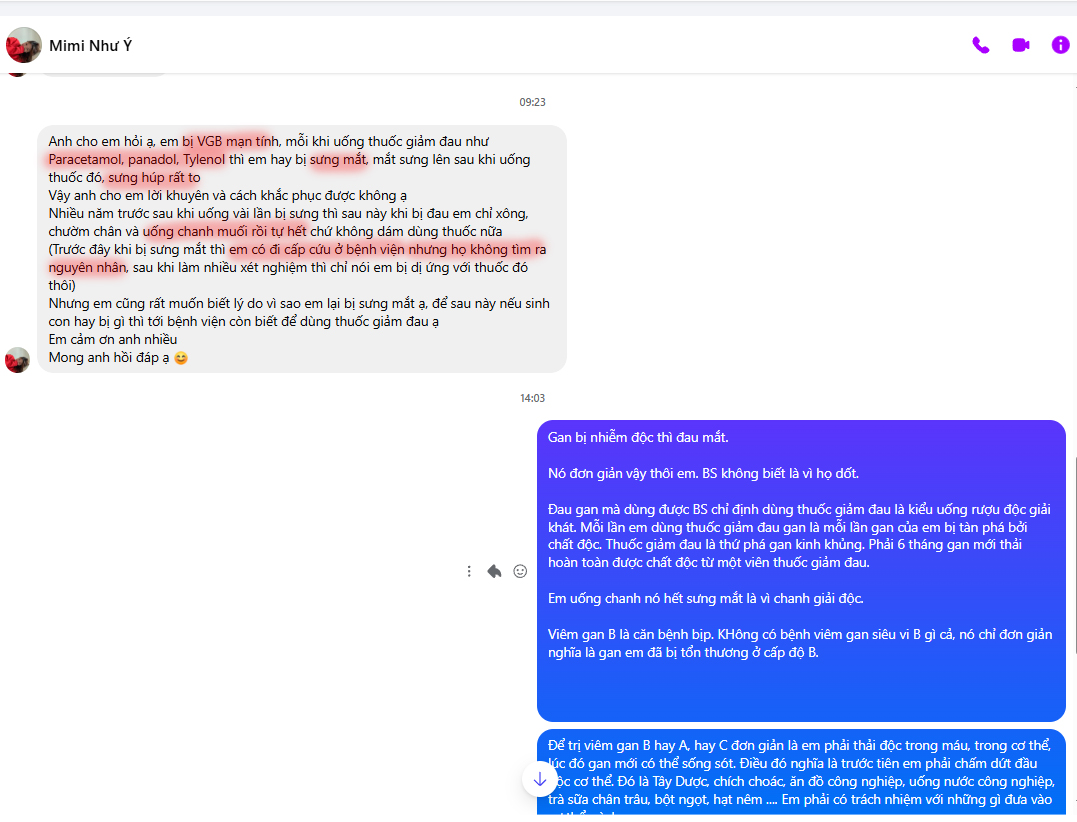 Mimi Như Ý
09:23
Anh cho em hỏi ạ, em bị VGB mạn tính, mỗi khi uống thuốc giảm đau như
Paracetamol, panadol, Tylenol thì em hay bị sưng mắt, mắt sưng lên sau khi uống
thuốc đó, sưng húp rất to
Vậy anh cho em lời khuyên và cách khắc phục được không ạ
Nhiều năm trước sau khi uống vài lần bị sưng thì sau này khi bị đau em chỉ xông,
chườm chân và uống chanh muối rồi tự hết chứ không dám dùng thuốc nữa
(Trước đây khi bị sưng mắt thì em có đi cấp cứu ở bệnh viện nhưng họ không tìm ra
nguyên nhân, sau khi làm nhiều xét nghiệm thì chỉ nói em bị dị ứng với thuốc đó
thôi)
Nhưng em cũng rất muốn biết lý do vì sao em lại bị sưng mắt ạ, để sau này nếu sinh
con hay bị gì thì tới bệnh viện còn biết để dùng thuốc giảm đau ạ
Em cảm ơn anh nhiều
Mong anh hồi đáp ạ 😊
14:03
Gan bị nhiễm độc thì đau mắt.
Nó đơn giản vậy thôi em. BS không biết là vì họ dốt.
Đau gan mà dùng được BS chỉ định dùng thuốc giảm đau là kiểu uống rượu độc giải
khát. Mỗi lần em dùng thuốc giảm đau gan là mỗi lần gan của em bị tàn phá bởi
chất độc. Thuốc giảm đau là thứ phá gan kinh khủng. Phải 6 tháng gan mới thải
hoàn toàn được chất độc từ một viên thuốc giảm đau.
Em uống chanh nó hết sưng mắt là vì chanh giải độc.
Viêm gan B là căn bệnh bịp. KHông có bệnh viêm gan siêu vi B gì cả, nó chỉ đơn giản
nghĩa là gan em đã bị tổn thương ở cấp độ B.
Để trị viêm gan B hay A, hay C đơn giản là em phải thải độc trong máu, trong cơ thể,
lúc đó gan mới có thể sống sót. Điều đó nghĩa là trước tiên em phải chấm dứt đầu
cơ thể. Đó là Tây Dược, chích choác, ăn đồ công nghiệp, uống nước công nghiệp,
trà sữa chân trâu, bột ngọt, hạt nêm .... Em phải có trách nhiệm với những gì đưa vào